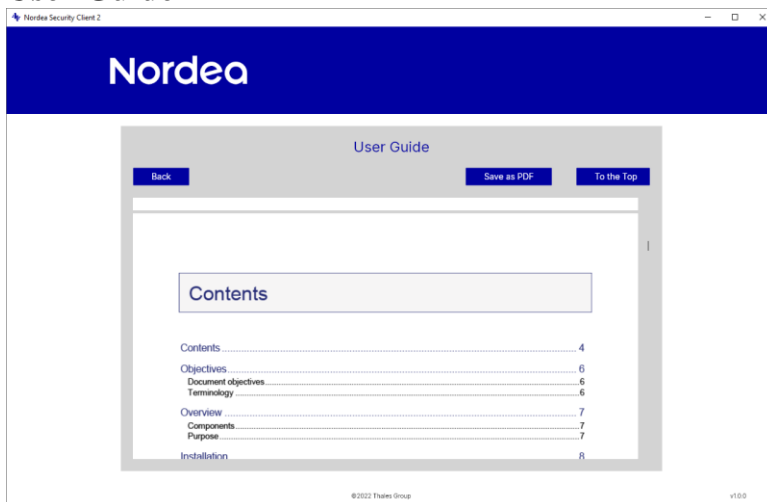 Nordea Security Client 2
Nordea
User Guide
Back
Save as PDF
To the Top
Contents
Contents 4
Objectives 6
Document objectives 6
Terminology 6
Overview 7
Components 7
Purpose 7
Installation 8
©2022 Thales Group
v1.0.0